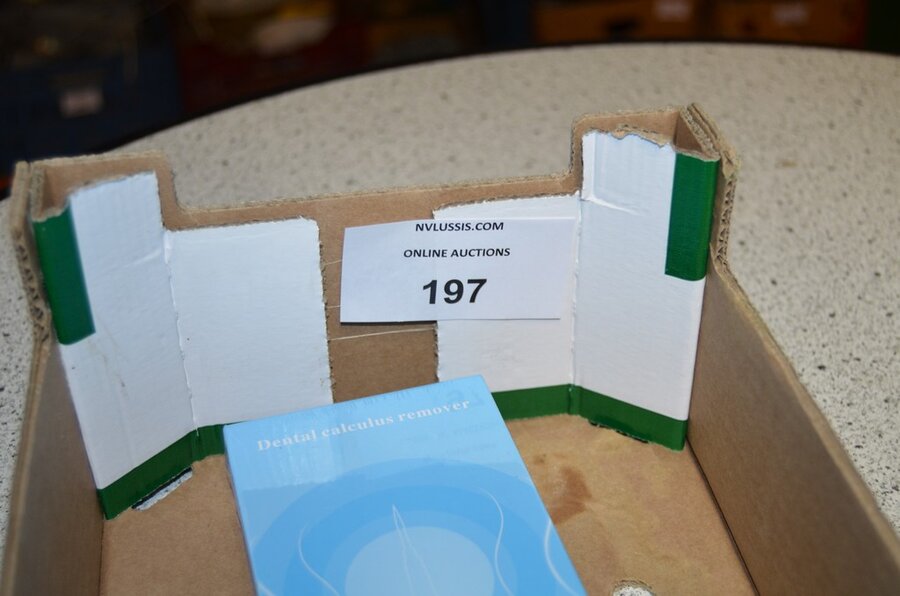 NVLUSSIS.COM
ONLINE AUCTIONS
197
Dental calculus remover